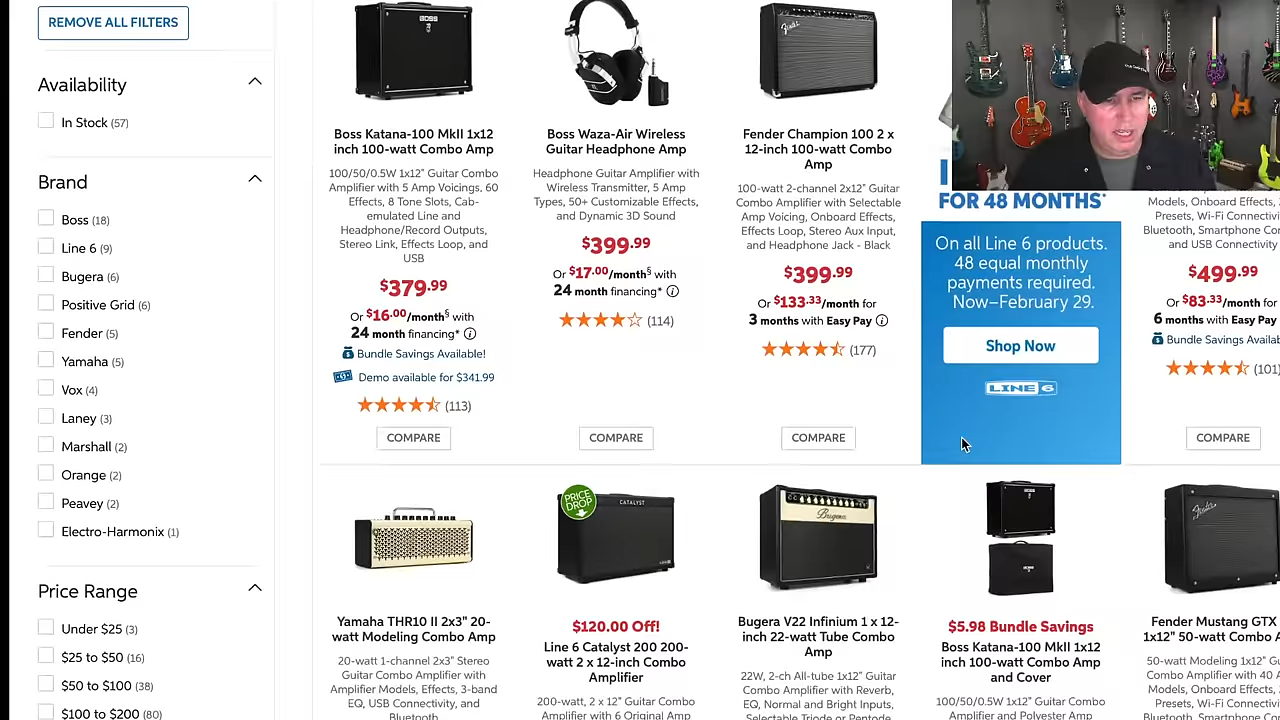 REMOVE ALL FILTERS
Availability
In Stock (57)
Brand
Boss (18)
Line 6 (9)
Bugera (6)
Positive Grid (6)
Fender (5)
Yamaha (5)
Vox (4)
Laney (3)
Marshall (2)
Orange (2)
Peavey (2)
Electro-Harmonix (1)
Price Range
Under $25 (3)
$25 to $50 (16)
$50 to $100 (38)
$100 to $200 (80)
BOSS
Boss Katana-100 MkII 1x12
inch 100-watt Combo Amp
100/50/0.5W 1x12" Guitar Combo
Amplifier with 5 Amp Voicings, 60
Effects, 8 Tone Slots, Cab-
emulated Line and
Headphone/Record Outputs,
Stereo Link, Effects Loop, and
USB
$379.99
Or $16.00/month§ with
24 month financing*
Bundle Savings Available!
Demo available for $341.99
(113)
COMPARE
Boss Waza-Air Wireless
Guitar Headphone Amp
Headphone Guitar Amplifier with
Wireless Transmitter, 5 Amp
Types, 50+ Customizable Effects,
and Dynamic 3D Sound
$399.99
Or $17.00/month§ with
24 month financing*
(114)
COMPARE
Fender
Fender Champion 100 2 x
12-inch 100-watt Combo
Amp
100-watt 2-channel 2x12" Guitar
Combo Amplifier with Selectable
Amp Voicing, Onboard Effects,
Effects Loop, Stereo Aux Input,
and Headphone Jack - Black
$399.99
Or $133.33/month for
3 months with Easy Pay
(177)
COMPARE
FOR 48 MONTHS*
On all Line 6 products.
48 equal monthly
payments required.
Now–February 29.
Shop Now
LINE 6
Models, Onboard Effects,
Presets, Wi-Fi Connectiv
Bluetooth, Smartphone Con
and USB Connectivity
$499.99
Or $83.33/month for
6 months with Easy Pay
Bundle Savings Availab
(101)
COMPARE
Yamaha THR10 II 2x3" 20-
watt Modeling Combo Amp
20-watt 1-channel 2x3" Stereo
Guitar Combo Amplifier with
Amplifier Models, Effects, 3-band
EQ, USB Connectivity, and
Bluetooth
PRICE
DROP
CATALYST
$120.00 Off!
Line 6 Catalyst 200 200-
watt 2 x 12-inch Combo
Amplifier
200-watt, 2 x 12" Guitar Combo
Amplifier with 6 Original Amp
Bugera
Bugera V22 Infinium 1 x 12-
inch 22-watt Tube Combo
Amp
22W, 2-ch All-tube 1x12" Guitar
Combo Amplifier with Reverb,
EQ, Normal and Bright Inputs,
Selectable Triode or Pentode
BOSS
$5.98 Bundle Savings
Boss Katana-100 MkII 1x12
inch 100-watt Combo Amp
and Cover
100/50/0.5W 1x12" Guitar Combo
Amplifier and Polyester Amp
Fender
Fender Mustang GTX
1x12" 50-watt Combo A
50-watt Modeling 1x12" Gu
Combo Amplifier with 40 A
Models, Onboard Effects, 2
Presets, Wi-Fi Connectiv
Bluetooth, Smartphone Con